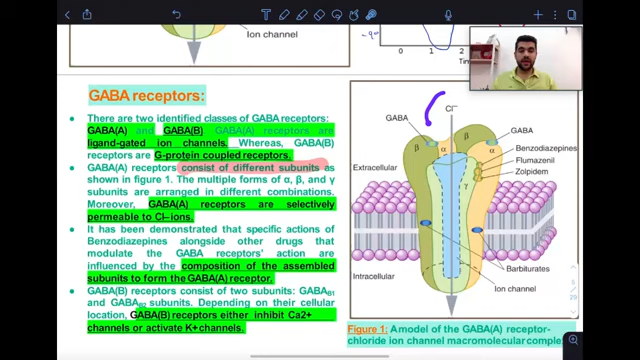 Ion channel
-90
0 1 2
Tim
GABA receptors:
There are two identified classes of GABA receptors:
GABA(A) and GABA(B). GABA(A) receptors are
ligand-gated ion channels. Whereas, GABA(B)
receptors are G-protein coupled receptors.
GABA(A) receptors consist of different subunits as
shown in figure 1. The multiple forms of α, β, and γ
subunits are arranged in different combinations.
Moreover, GABA(A) receptors are selectively
permeable to Cl- ions.
It has been demonstrated that specific actions of
Benzodiazepines alongside other drugs that
modulate the GABA receptors' action are
influenced by the composition of the assembled
subunits to form the GABA(A) receptor.
GABA(B) receptors consist of two subunits: GABAB1
and GABAB2 subunits. Depending on their cellular
location, GABA(B) receptors either inhibit Ca2+
channels or activate K+ channels.
Cl−
GABA
GABA
β α β α γ
Benzodiazepines
Flumazenil
Zolpidem
Extracellular
Intracellular
Barbiturates
Ion channel
Figure 1: A model of the GABA(A) receptor-
chloride ion channel macromolecular complex